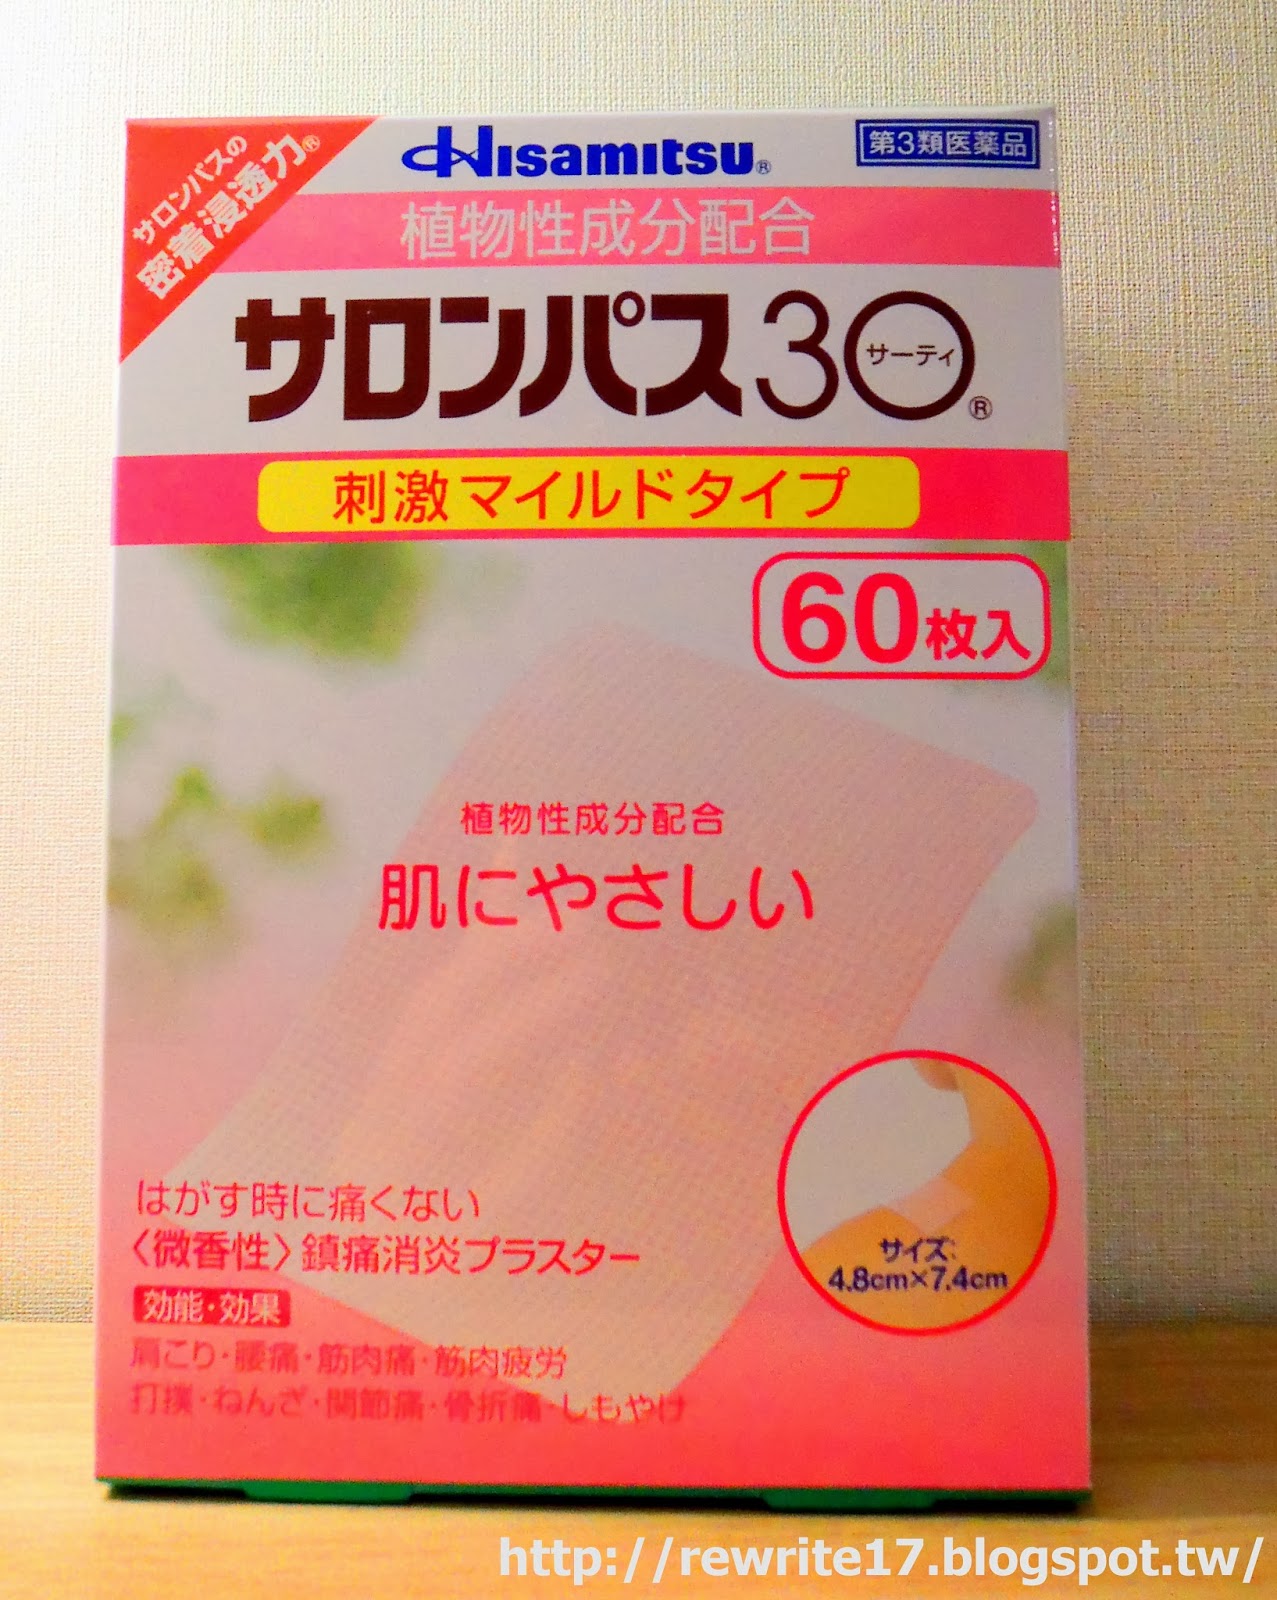 サロンパスの
密着浸透力®
Hisamitsu®
第3類医薬品
植物性成分配合
サロンパス30®
サーティ
刺激マイルドタイプ
60枚入
植物性成分配合
肌にやさしい
はがす時に痛くない
〈微香性〉鎮痛消炎プラスター
効能・効果
肩こり・腰痛・筋肉痛・筋肉疲労
打撲・ねんざ・関節痛・骨折痛・しもやけ
サイズ:
4.8cm×7.4cm
http://rewrite17.blogspot.tw/